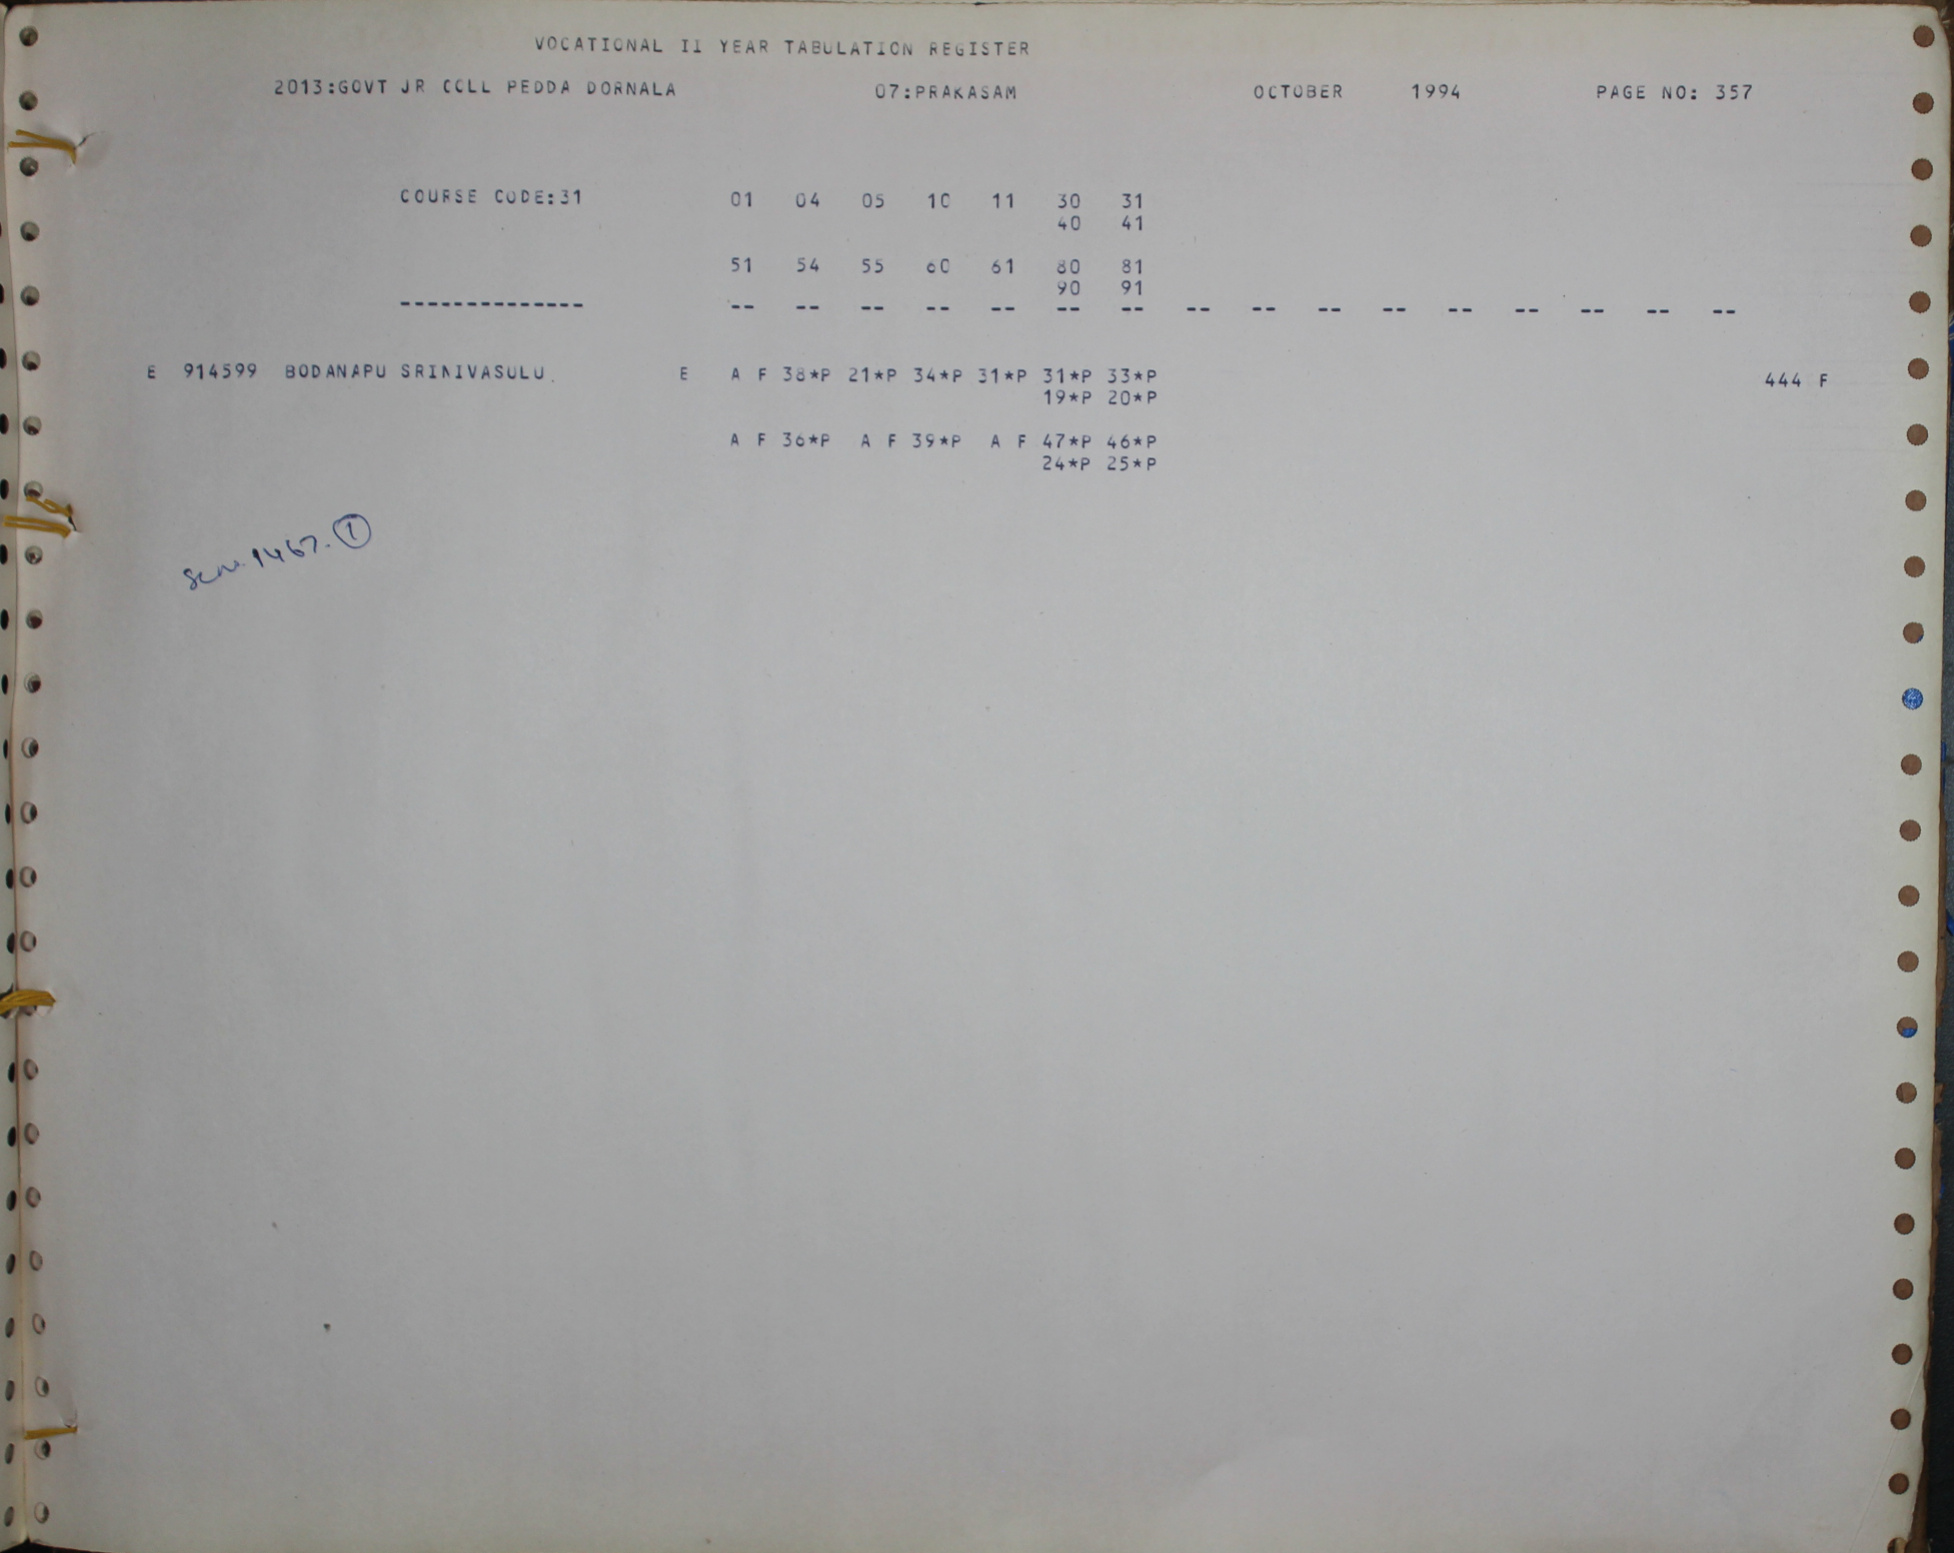 VOCATIONAL II YEAR TABULATION REGISTER
2013:GOVT JR COLL PEDDA DORNALA 07:PRAKASAM OCTOBER 1994 PAGE NO: 357
COURSE CODE:31 01 04 05 10 11 30 31
40 41
51 54 55 60 61 80 81
90 91
-------------- -- -- -- -- -- -- -- -- -- -- -- -- -- -- -- --
E 914599 BODANAPU SRINIVASULU E A F 38*P 21*P 34*P 31*P 31*P 33*P 444 F
19*P 20*P
A F 36*P A F 39*P A F 47*P 46*P
24*P 25*P
1467. 1